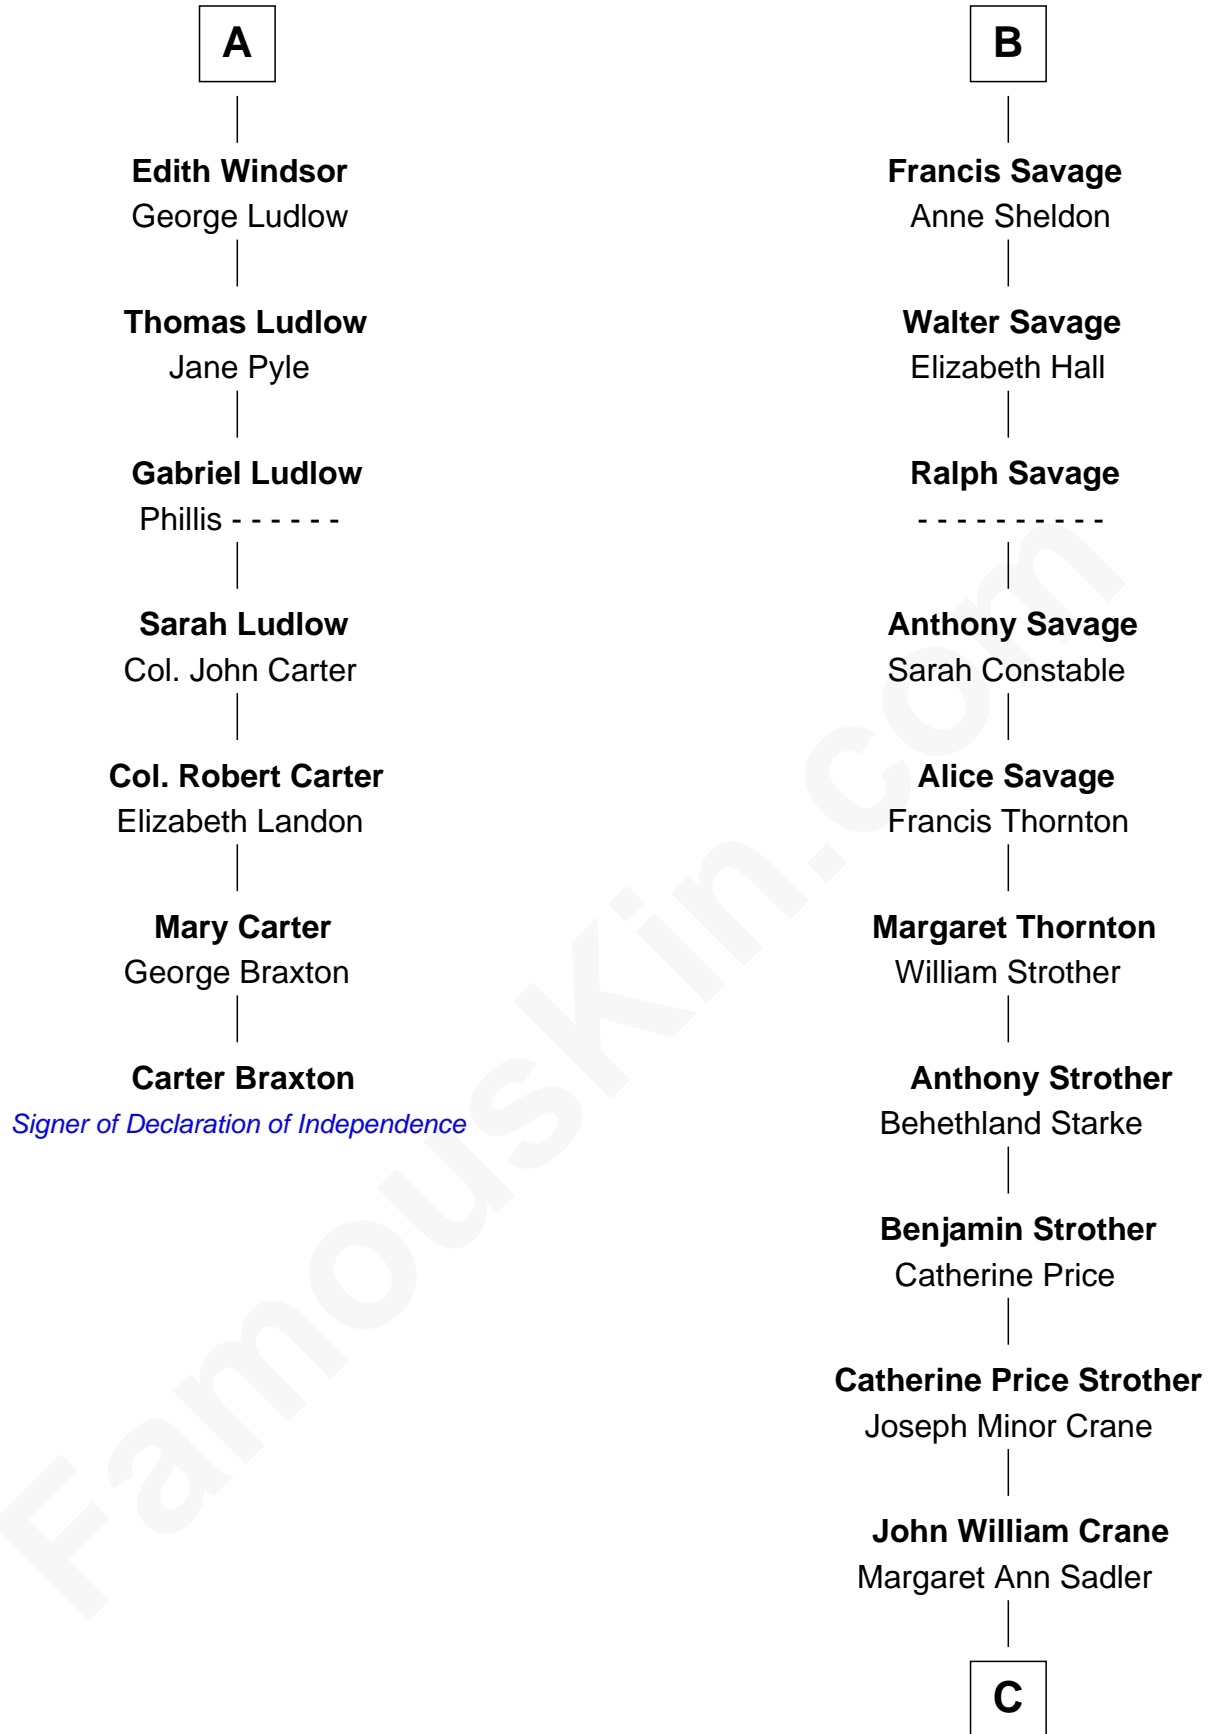 A
Edith Windsor
George Ludlow
Thomas Ludlow
Jane Pyle
Gabriel Ludlow
Phillis - - - - - -
Sarah Ludlow
Col. John Carter
Col. Robert Carter
Elizabeth Landon
Mary Carter
George Braxton
Carter Braxton
Signer of Declaration of Independence
B
Francis Savage
Anne Sheldon
Walter Savage
Elizabeth Hall
Ralph Savage
- - - - - - - - - -
Anthony Savage
Sarah Constable
Alice Savage
Francis Thornton
Margaret Thornton
William Strother
Anthony Strother
Behethland Starke
Benjamin Strother
Catherine Price
Catherine Price Strother
Joseph Minor Crane
John William Crane
Margaret Ann Sadler
C
FamousKin.com